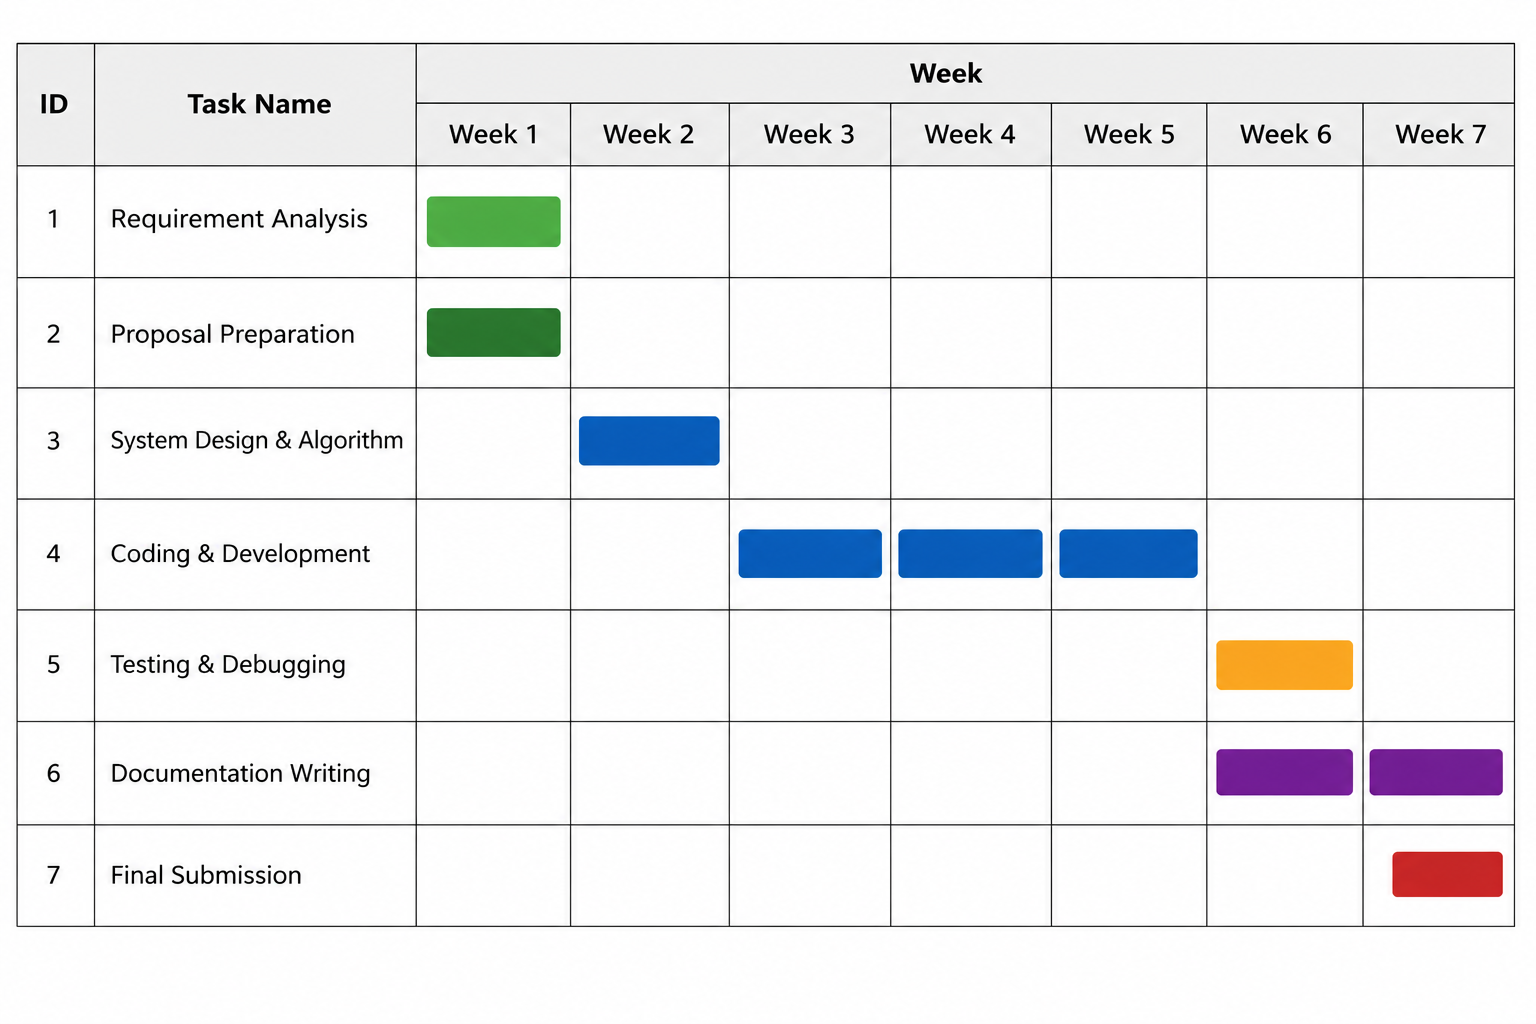 ID Task Name Week
Week 1 Week 2 Week 3 Week 4 Week 5 Week 6 Week 7
1 Requirement Analysis
2 Proposal Preparation
3 System Design & Algorithm
4 Coding & Development
5 Testing & Debugging
6 Documentation Writing
7 Final Submission